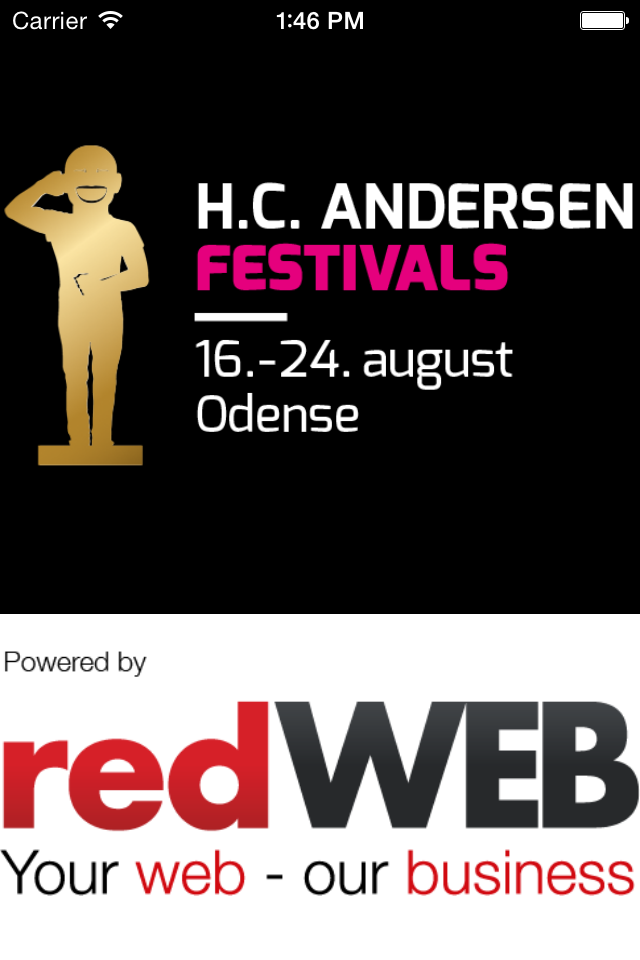 Carrier 1:46 PM
H.C. ANDERSEN
FESTIVALS
16.-24. august
Odense
Powered by
redWEB
Your web - our business